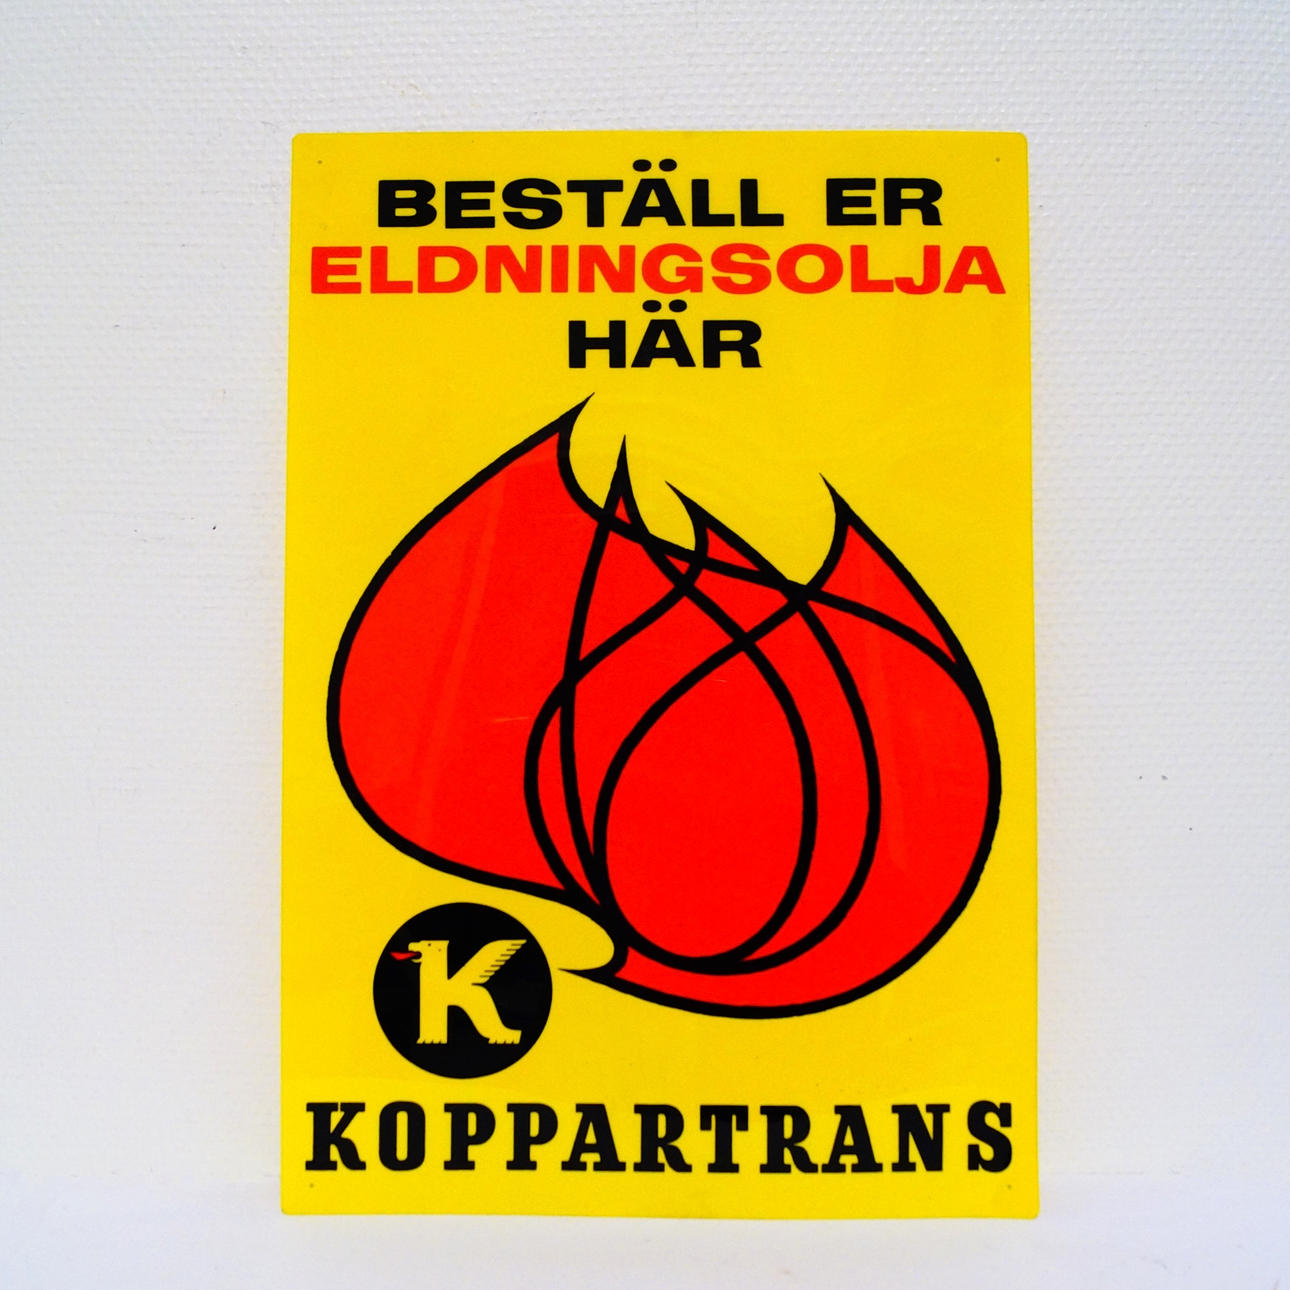 BESTÄLL ER
ELDNINGSOLJA
HÄR
K
KOPPARTRANS